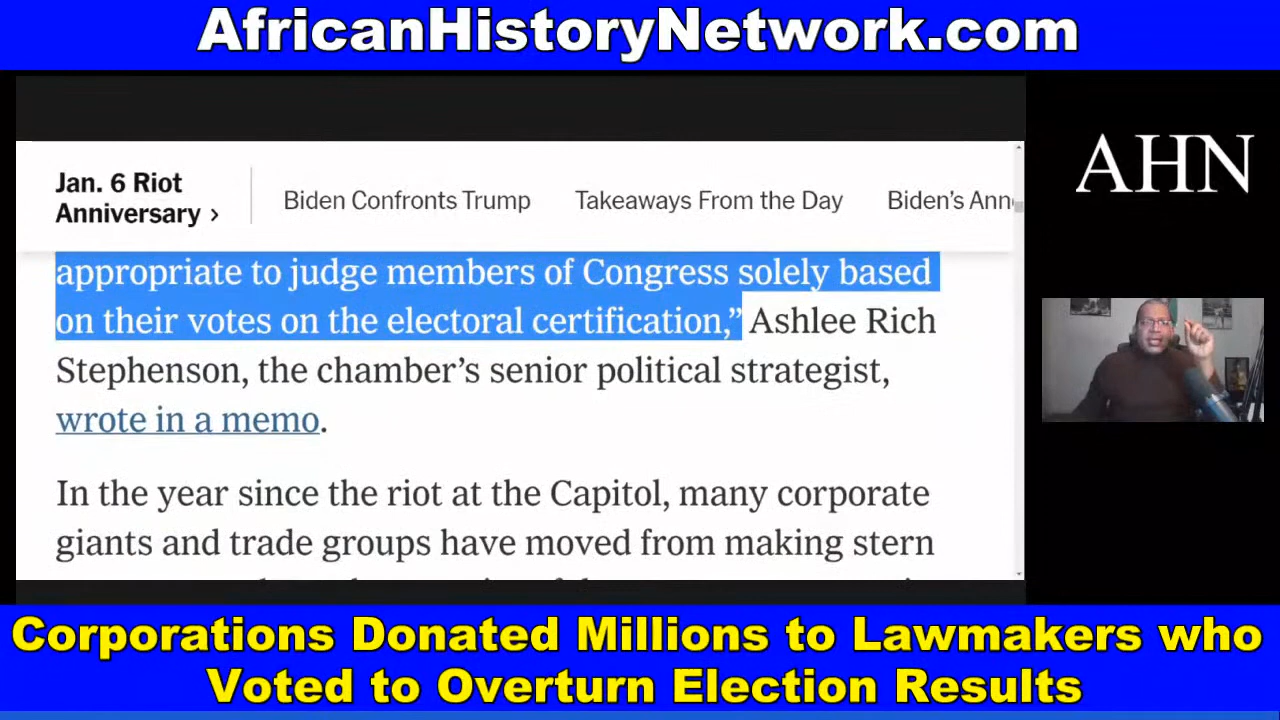 AfricanHistoryNetwork.com
AHN
Jan. 6 Riot
Anniversary ›
Biden Confronts Trump
Takeaways From the Day
Biden’s Ann
appropriate to judge members of Congress solely based
on their votes on the electoral certification,” Ashlee Rich
Stephenson, the chamber’s senior political strategist,
wrote in a memo.
In the year since the riot at the Capitol, many corporate
giants and trade groups have moved from making stern
Corporations Donated Millions to Lawmakers who
Voted to Overturn Election Results